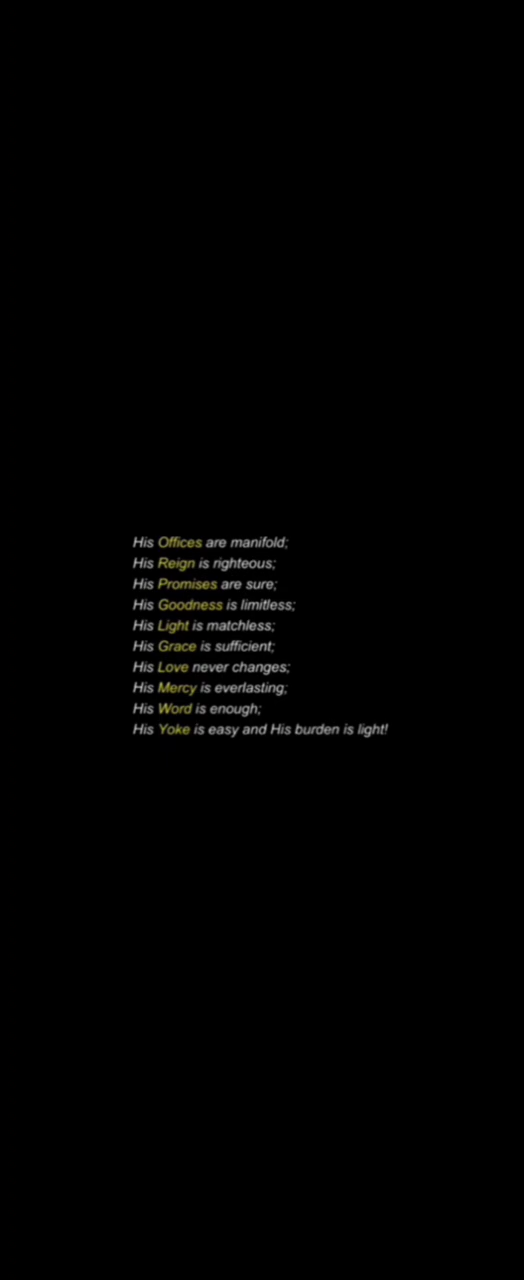 His Offices are manifold;
His Reign is righteous;
His Promises are sure;
His Goodness is limitless;
His Light is matchless;
His Grace is sufficient;
His Love never changes;
His Mercy is everlasting;
His Word is enough;
His Yoke is easy and His burden is light!